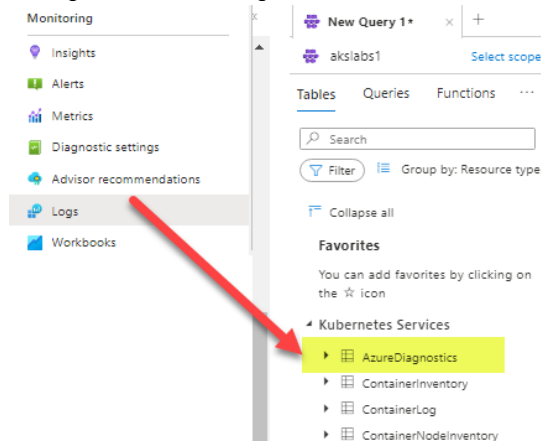 Monitoring
Insights
Alerts
Metrics
Diagnostic settings
Advisor recommendations
Logs
Workbooks
New Query 1*
akslabs1
Select scope
Tables Queries Functions ...
Search
Filter
Group by: Resource type
Collapse all
Favorites
You can add favorites by clicking on
the ☆ icon
Kubernetes Services
AzureDiagnostics
ContainerInventory
ContainerLog
ContainerNodeInventory